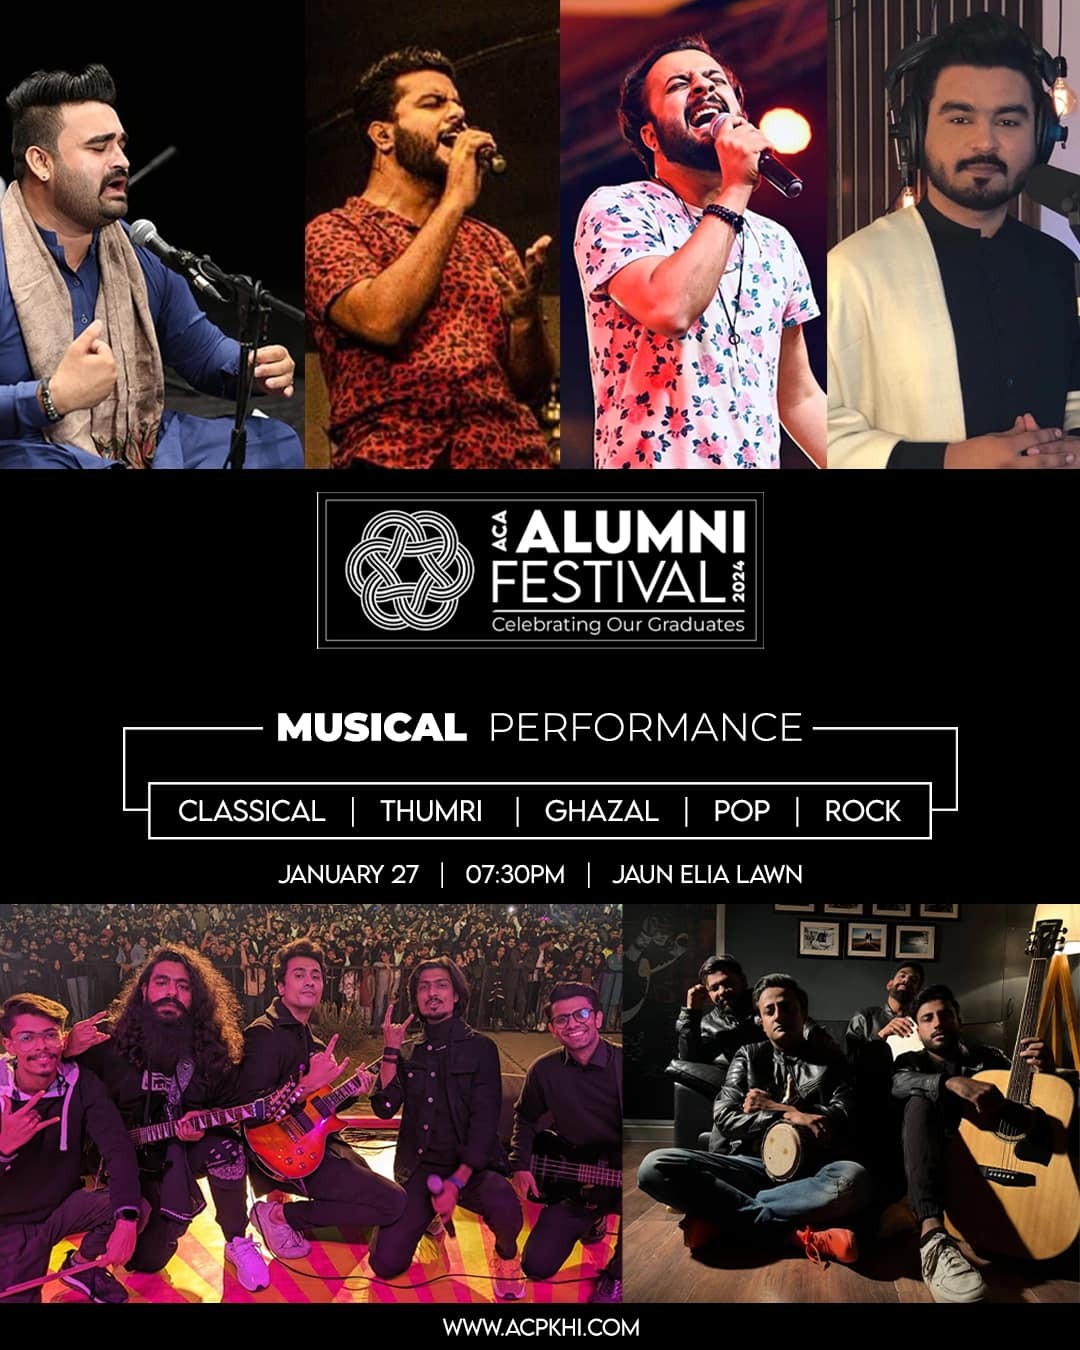 ACA ALUMNI
FESTIVAL 2024
Celebrating Our Graduates
MUSICAL PERFORMANCE
CLASSICAL | THUMRI | GHAZAL | POP | ROCK
JANUARY 27 | 07:30PM | JAUN ELIA LAWN
WWW.ACPKHI.COM